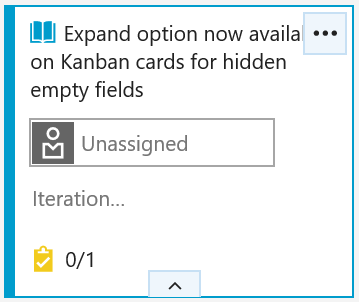 Expand option now availa
on Kanban cards for hidden
empty fields
Unassigned
Iteration...
0/1